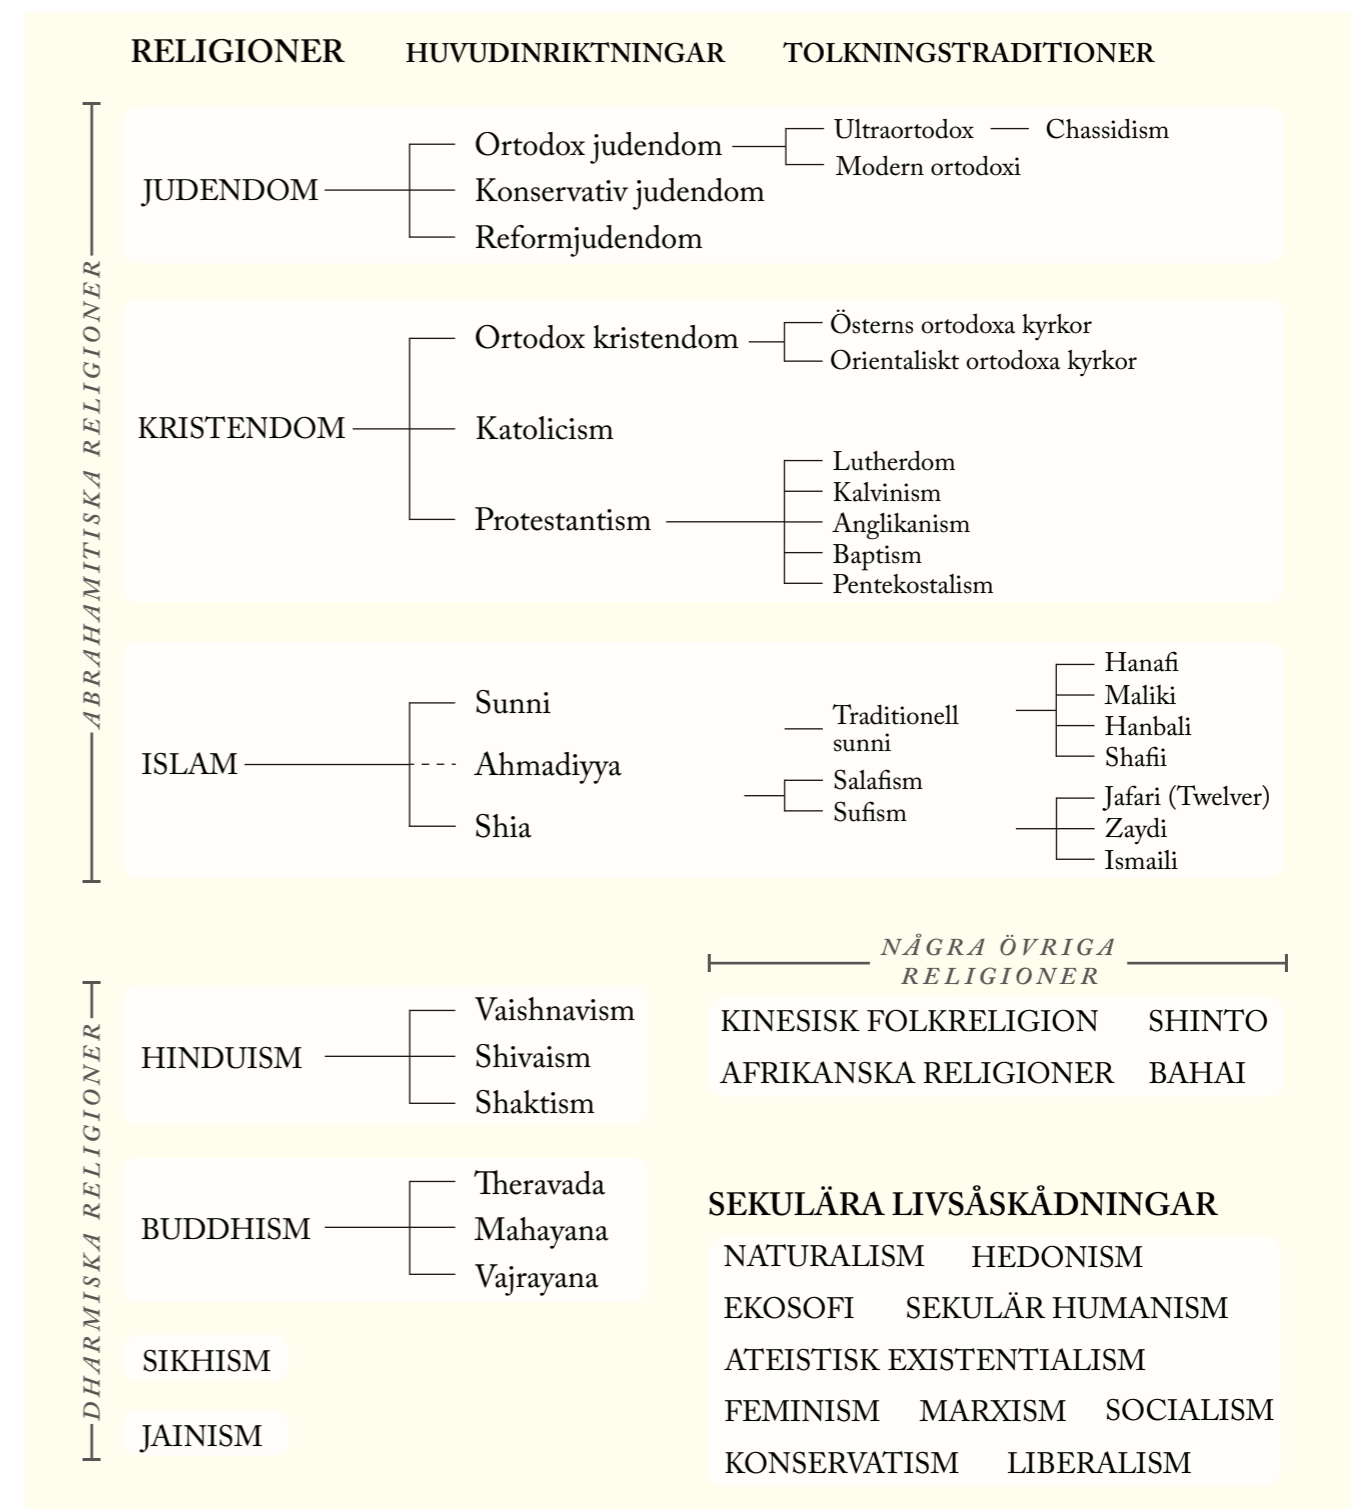 RELIGIONER HUVUDINRIKTNINGAR TOLKNINGSTRADITIONER
ABRAHAMITISKA RELIGIONER
JUDENDOM
Ortodox judendom
Konservativ judendom
Reformjudendom
Ultraortodox Chassidism
Modern ortodoxi
KRISTENDOM
Ortodox kristendom
Österns ortodoxa kyrkor
Orientaliskt ortodoxa kyrkor
Katolicism
Protestantism
Lutherdom
Kalvinism
Anglikanism
Baptism
Pentekostalism
ISLAM
Sunni
Ahmadiyya
Shia
Traditionell
sunni
Salafism
Sufism
Hanafi
Maliki
Hanbali
Shafii
Jafari (Twelver)
Zaydi
Ismaili
DHARMISKA RELIGIONER
HINDUISM
Vaishnavism
Shivaism
Shaktism
BUDDHISM
Theravada
Mahayana
Vajrayana
SIKHISM
JAINISM
NÅGRA ÖVRIGA
RELIGIONER
KINESISK FOLKRELIGION SHINTO
AFRIKANSKA RELIGIONER BAHAI
SEKULÄRA LIVSÅSKÅDNINGAR
NATURALISM HEDONISM
EKOSOFI SEKULÄR HUMANISM
ATEISTISK EXISTENTIALISM
FEMINISM MARXISM SOCIALISM
KONSERVATISM LIBERALISM